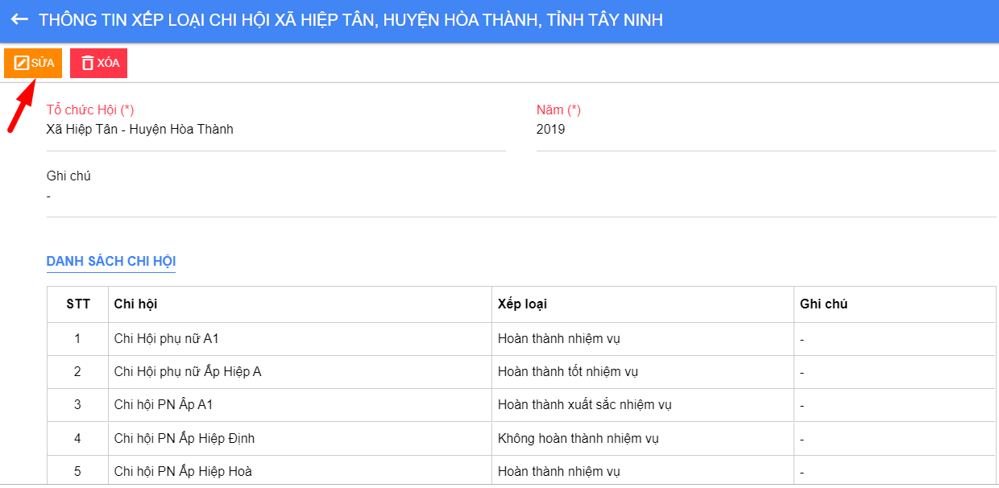 THÔNG TIN XẾP LOẠI CHI HỘI XÃ HIỆP TÂN, HUYỆN HÒA THÀNH, TỈNH TÂY NINH
SỬA XÓA
Tổ chức Hội (*) Năm (*)
Xã Hiệp Tân - Huyện Hòa Thành 2019
Ghi chú
-
DANH SÁCH CHI HỘI
STT Chi hội Xếp loại Ghi chú
1 Chi Hội phụ nữ A1 Hoàn thành nhiệm vụ -
2 Chi Hội phụ nữ Ấp Hiệp A Hoàn thành tốt nhiệm vụ -
3 Chi hội PN Âp A1 Hoàn thành xuất sắc nhiệm vụ -
4 Chi hội PN Ấp Hiệp Định Không hoàn thành nhiệm vụ -
5 Chi hội PN Ấp Hiệp Hoà Hoàn thành nhiệm vụ -